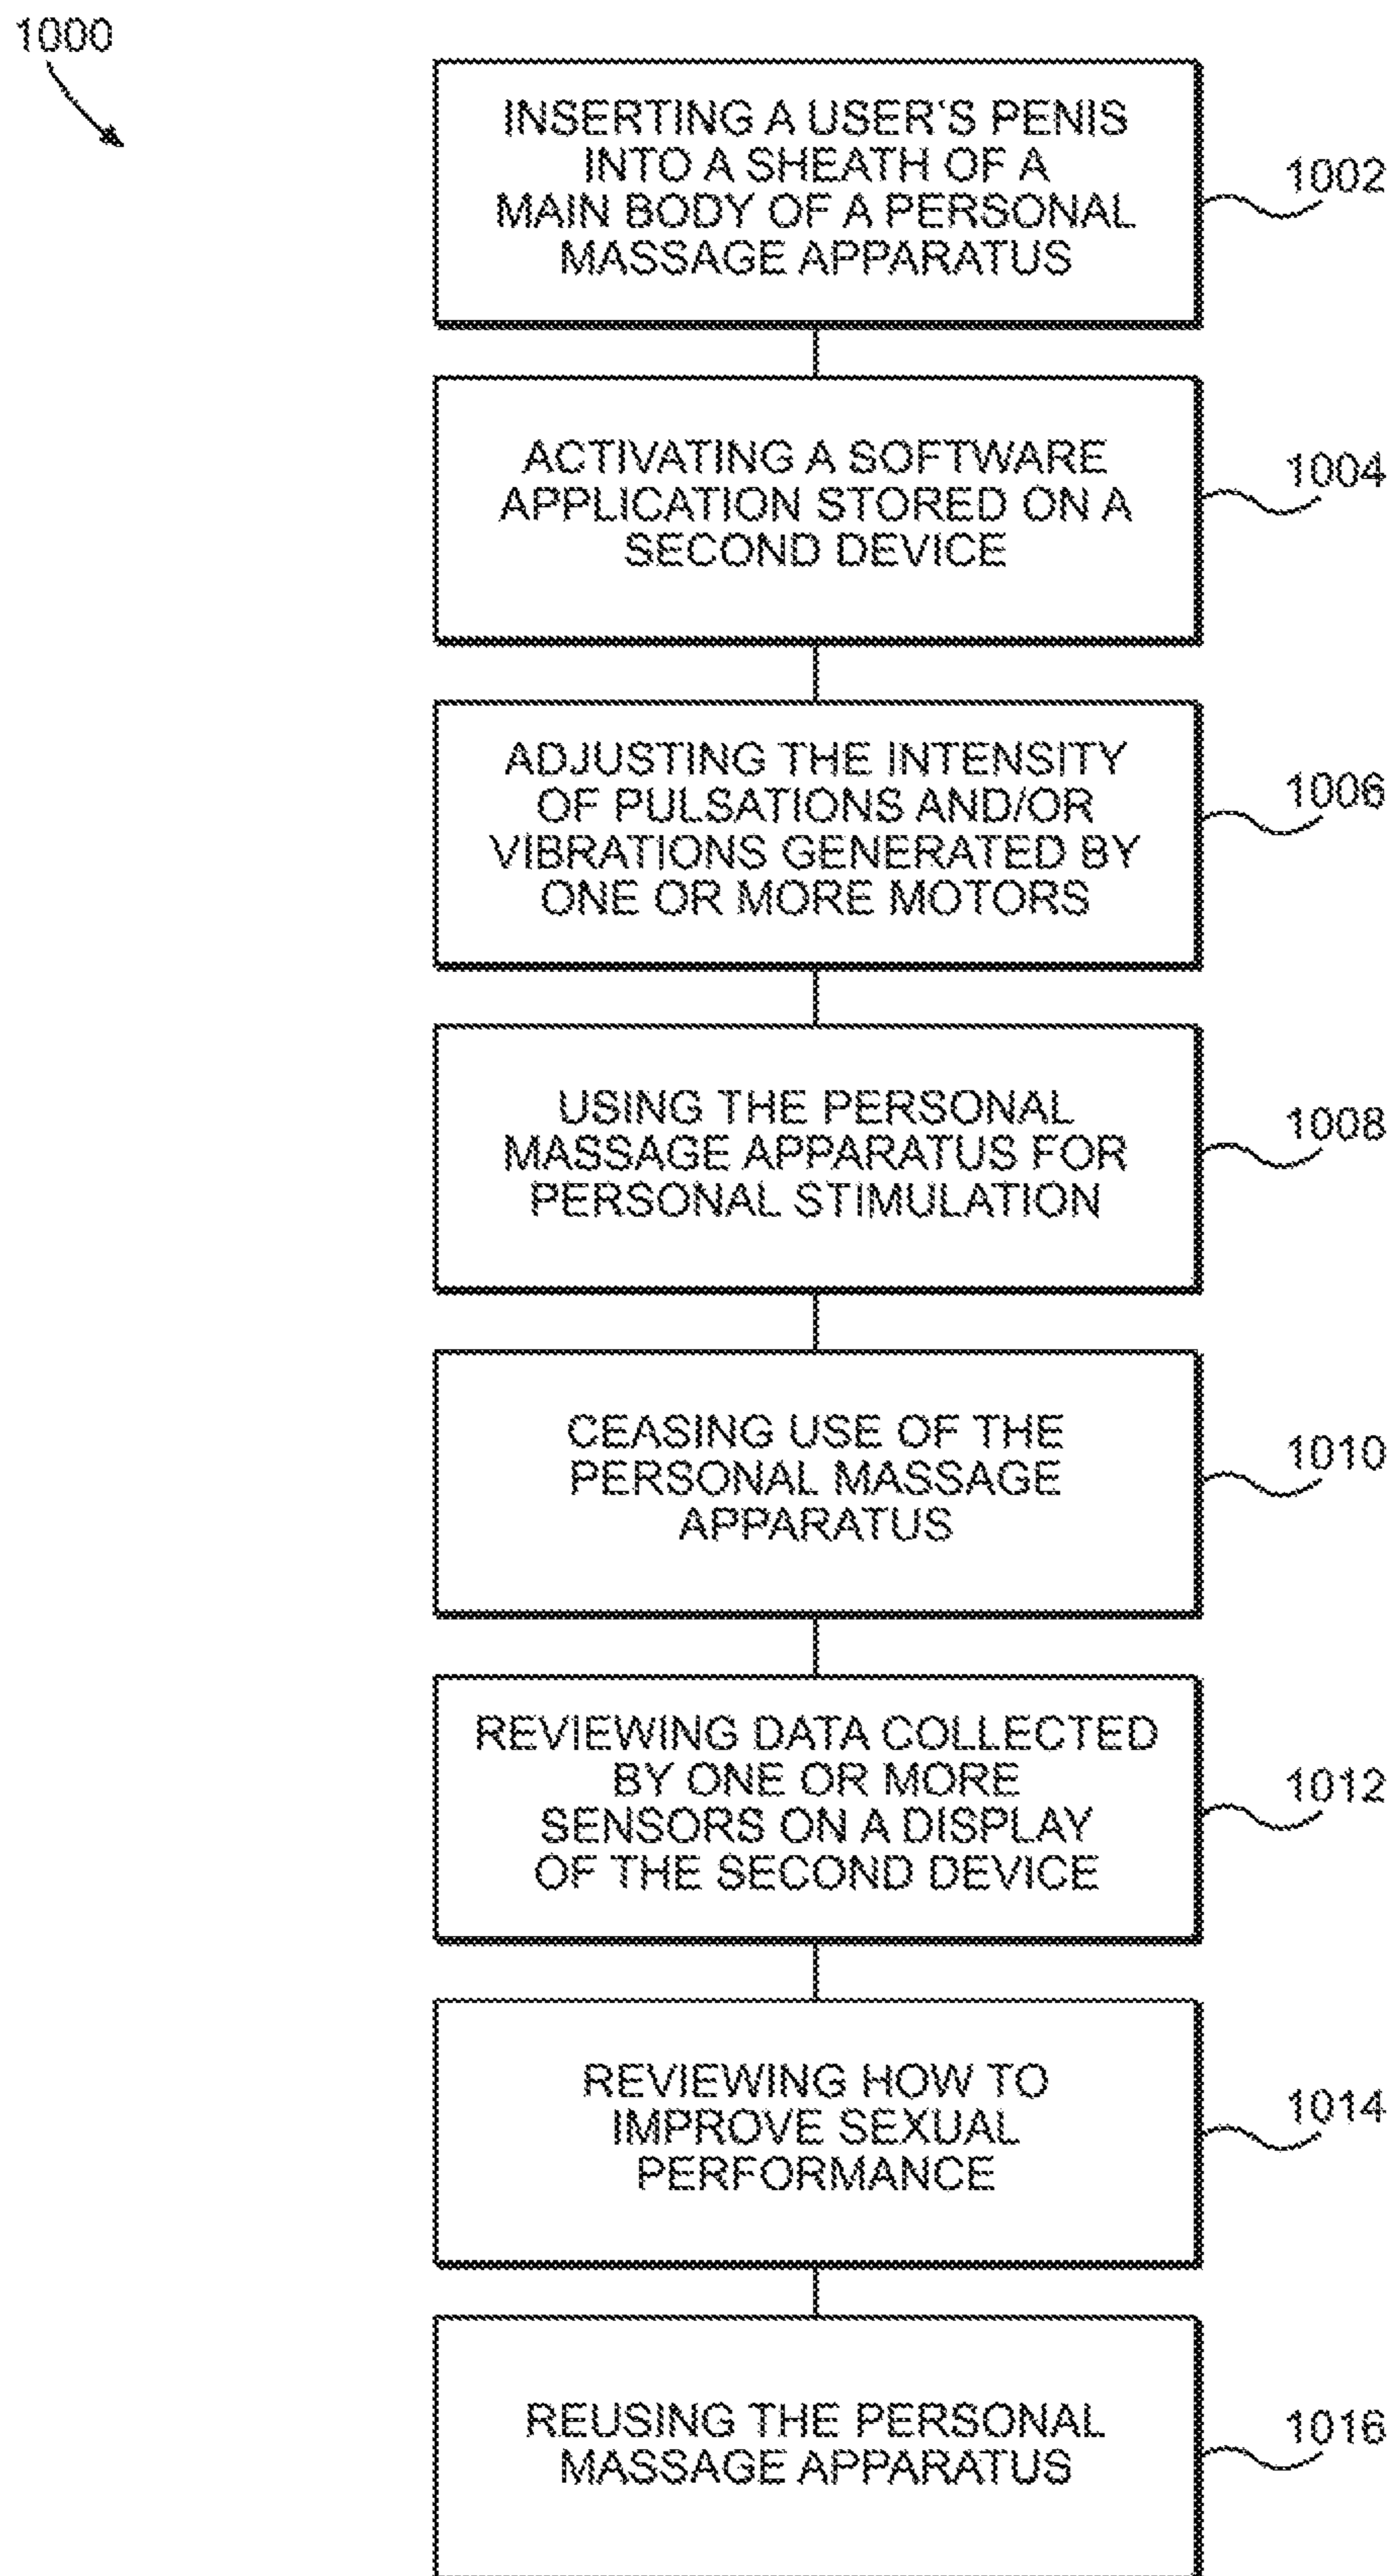 1000
INSERTING A USER'S PENIS
INTO A SHEATH OF A
MAIN BODY OF A PERSONAL
MASSAGE APPARATUS
1002
ACTIVATING A SOFTWARE
APPLICATION STORED ON A
SECOND DEVICE
1004
ADJUSTING THE INTENSITY
OF PULSATIONS AND/OR
VIBRATIONS GENERATED BY
ONE OR MORE MOTORS
1006
USING THE PERSONAL
MASSAGE APPARATUS FOR
PERSONAL STIMULATION
1008
CEASING USE OF THE
PERSONAL MASSAGE
APPARATUS
1010
REVIEWING DATA COLLECTED
BY ONE OR MORE
SENSORS ON A DISPLAY
OF THE SECOND DEVICE
1012
REVIEWING HOW TO
IMPROVE SEXUAL
PERFORMANCE
1014
REUSING THE PERSONAL
MASSAGE APPARATUS
1016